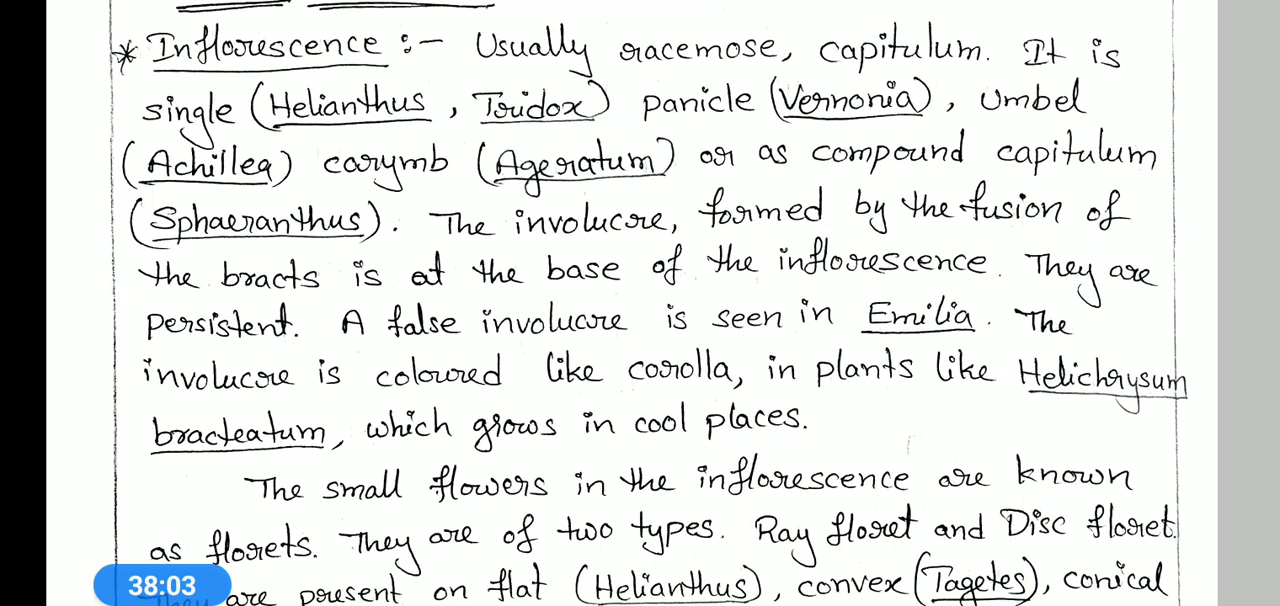 * Inflorescence :- Usually racemose, capitulum. It is
single (Helianthus, Tridox) panicle (Vernonia), Umbel
(Achillea) corymb (Ageratum) or as compound capitulum
(Sphaeranthus). The involucre, formed by the fusion of
the bracts is at the base of the inflorescence. They are
persistent. A false involucre is seen in Emilia. The
involucre is coloured like corolla, in plants like Helichrysum
bracteatum, which grows in cool places.
The small flowers in the inflorescence are known
as florets. They are of two types. Ray floret and Disc floret.
They are present on flat (Helianthus), convex (Tagetes), conical
38:03